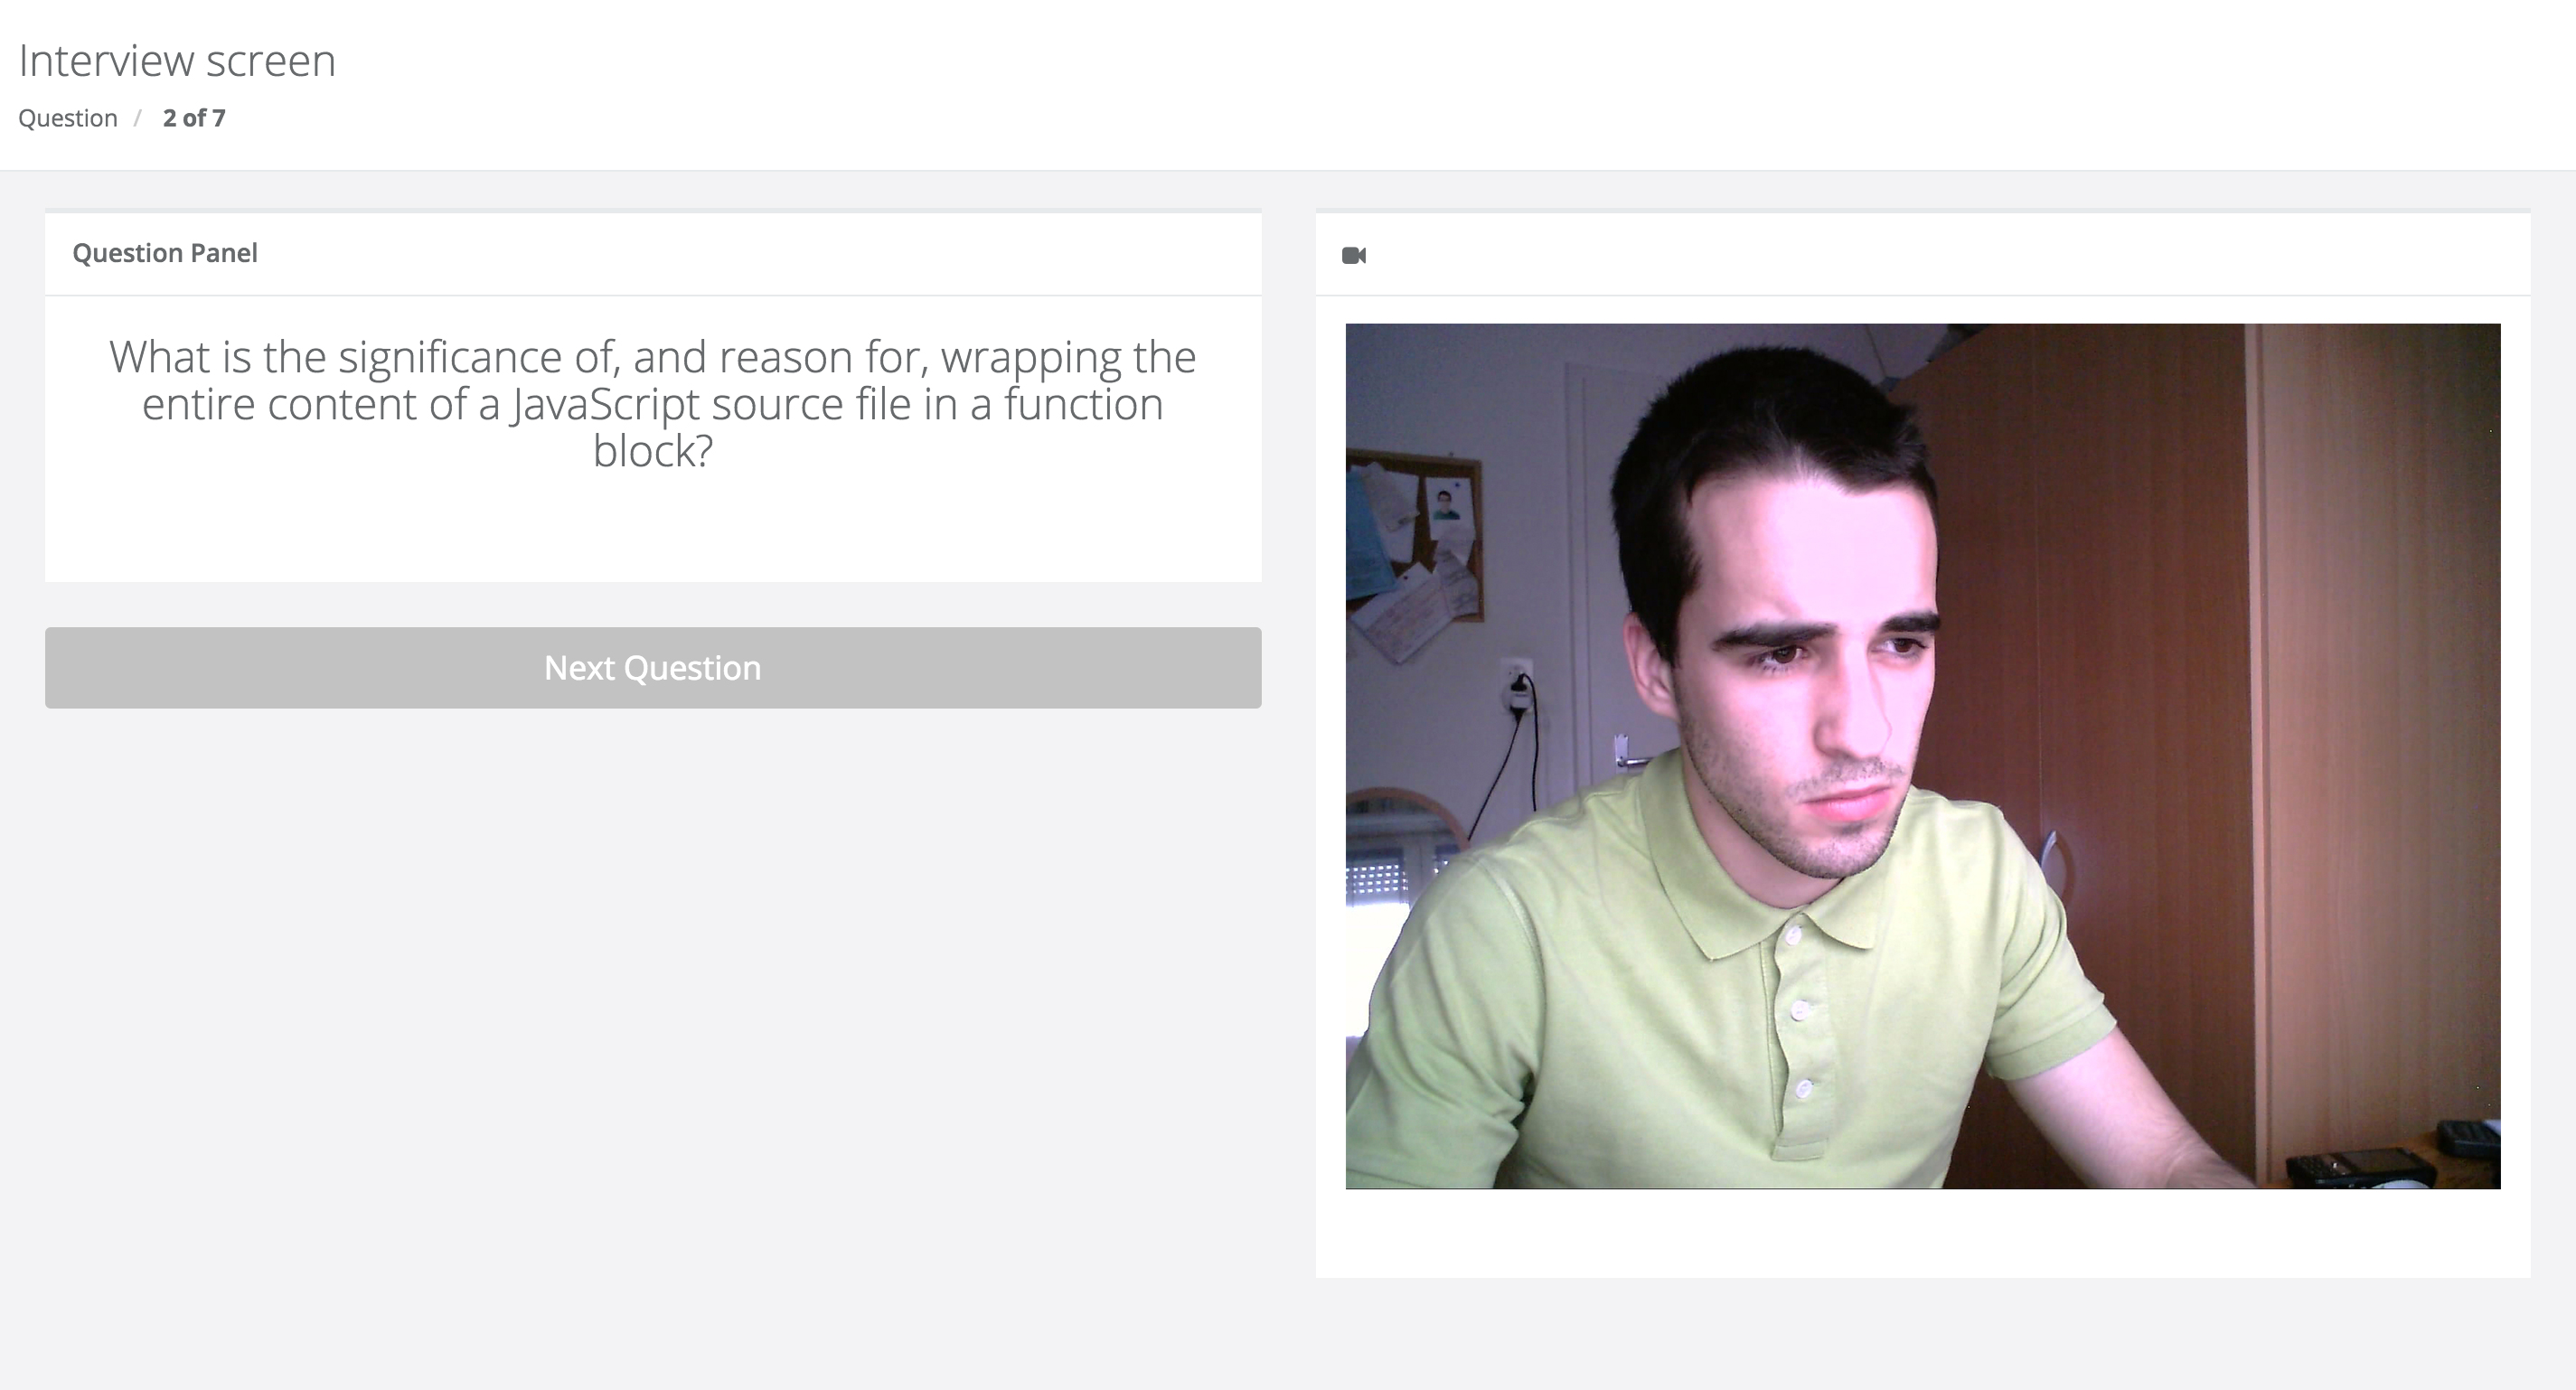 Interview screen
Question / 2 of 7
Question Panel
What is the significance of, and reason for, wrapping the
entire content of a JavaScript source file in a function
block?
Next Question